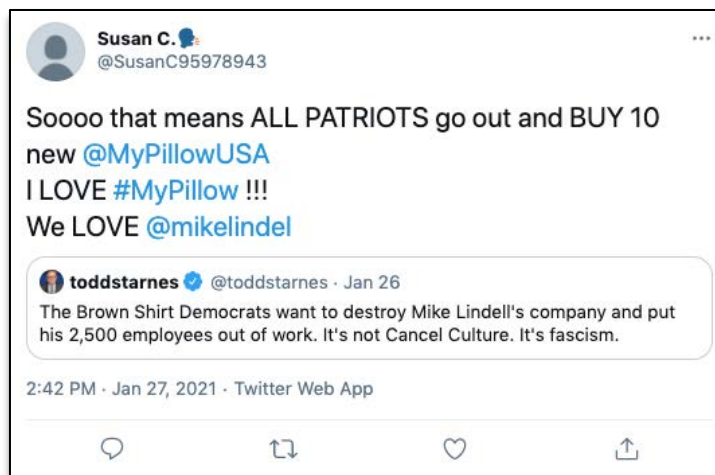 Susan C.
@SusanC95978943
Soooo that means ALL PATRIOTS go out and BUY 10
new @MyPillowUSA
I LOVE #MyPillow !!!
We LOVE @mikelindel
toddstarnes @toddstarnes · Jan 26
The Brown Shirt Democrats want to destroy Mike Lindell's company and put
his 2,500 employees out of work. It's not Cancel Culture. It's fascism.
2:42 PM · Jan 27, 2021 · Twitter Web App